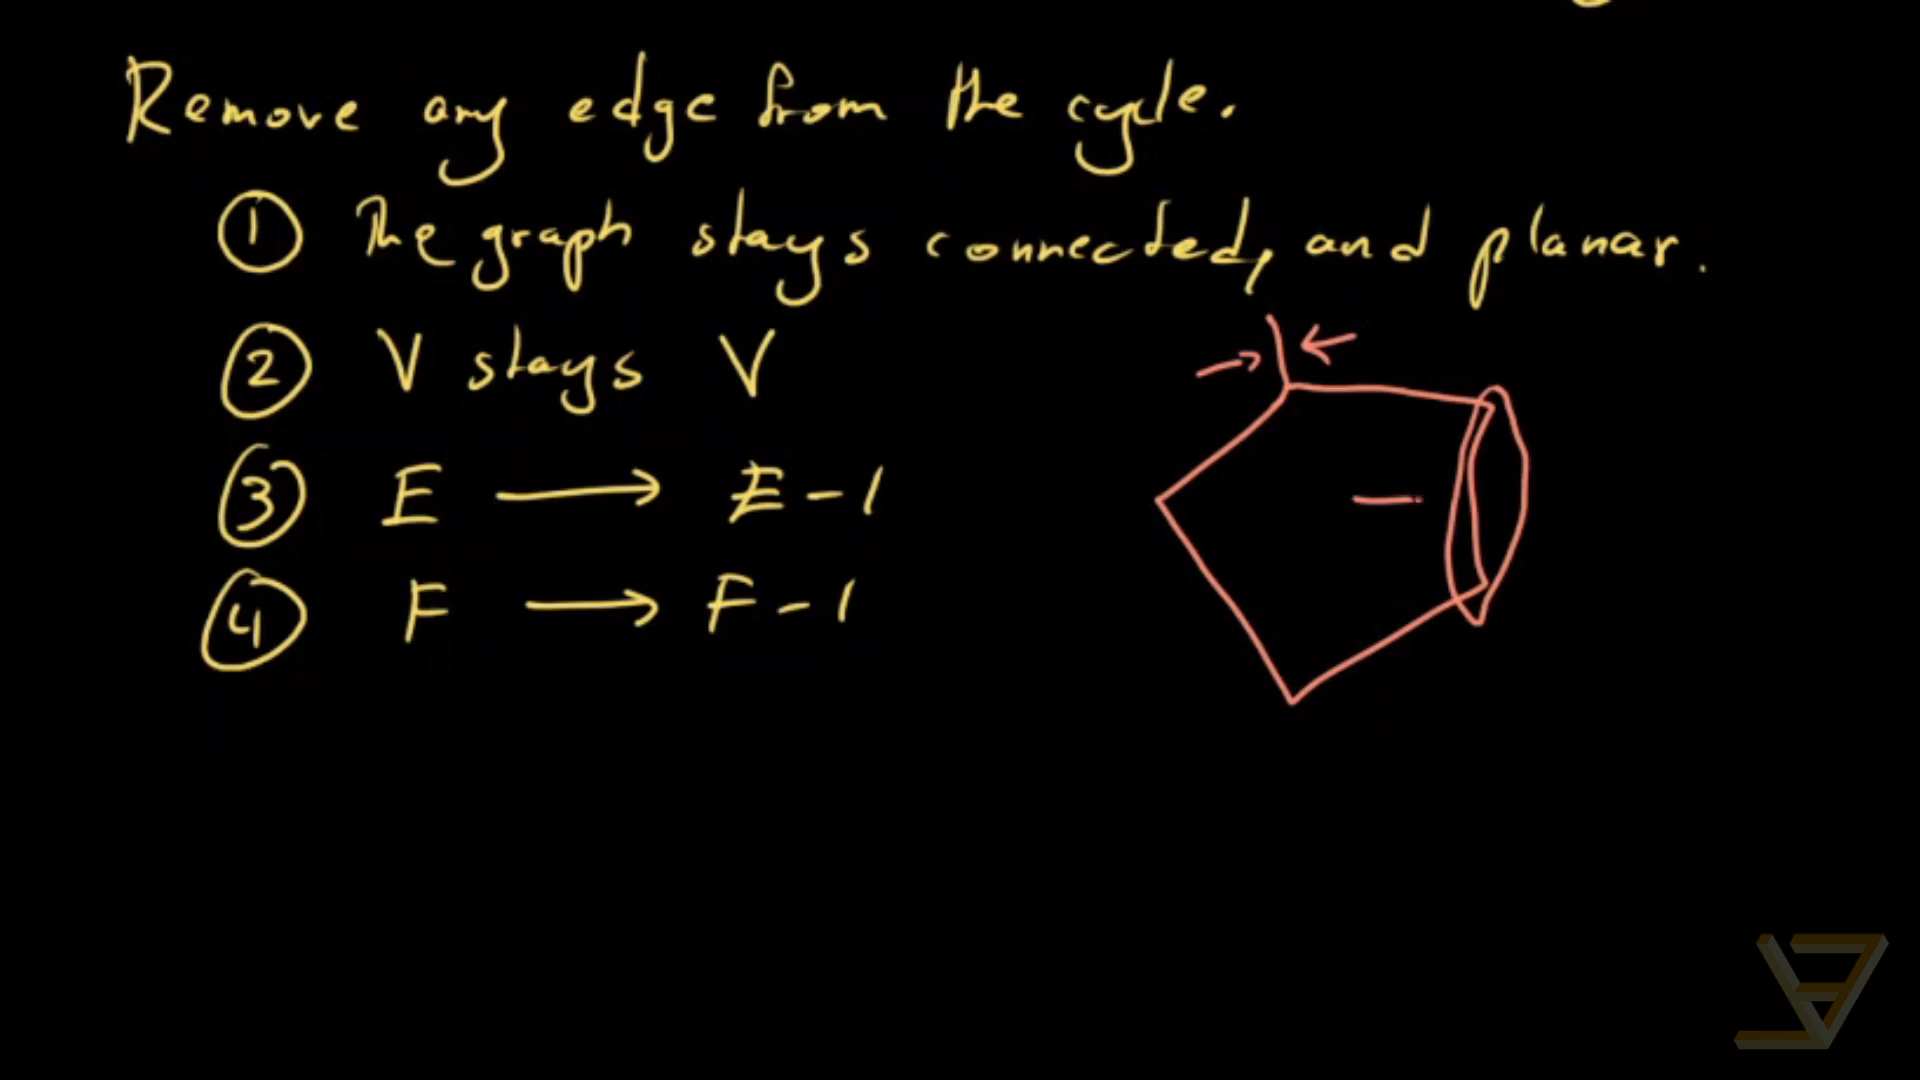 Remove any edge from the cycle.
① The graph stays connected, and planar.
② V stays V
③ E → E-1
④ F → F-1